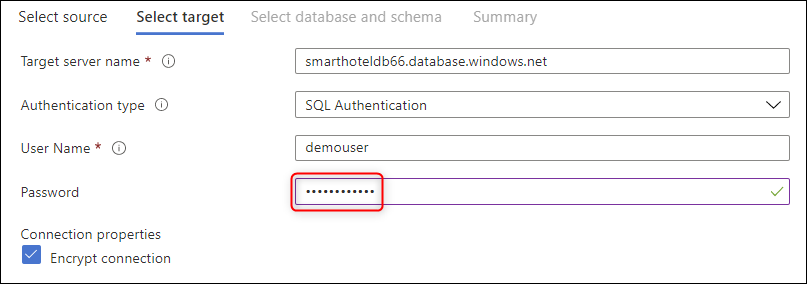 Select source Select target Select database and schema Summary
Target server name * smarthoteldb66.database.windows.net
Authentication type SQL Authentication
User Name * demouser
Password ••••••••••••
Connection properties
Encrypt connection